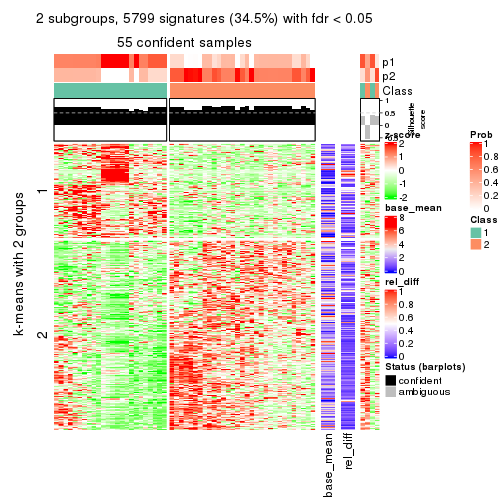 2 subgroups, 5799 signatures (34.5%) with fdr < 0.05
55 confident samples
p1
p2
Class
1
0.5
0
-0.5
Silhouette
score
k-means with 2 groups
1
2
base_mean
rel_diff
z-score
2
1
0
-1
-2
base_mean
8
6
4
2
0
rel_diff
1
0.8
0.6
0.4
0.2
0
Status (barplots)
confident
ambiguous
Prob
1
0.8
0.6
0.4
0.2
0
Class
1
2